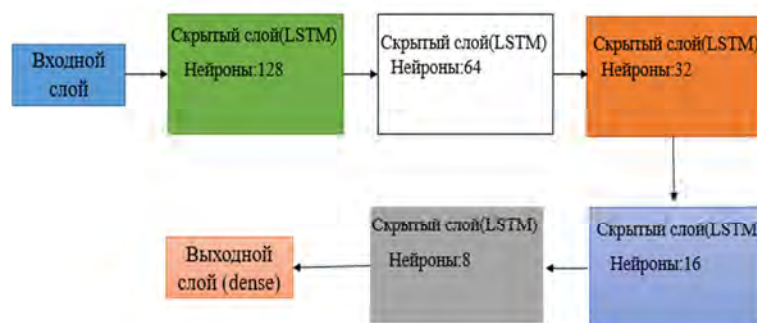 Входной
слой
Скрытый слой(LSTM)
Нейроны:128
Скрытый слой(LSTM)
Нейроны:64
Скрытый слой(LSTM)
Нейроны:32
Скрытый слой(LSTM
Нейроны:16
Скрытый слой(LSTM)
Нейроны:8
Выходной
слой (dense)